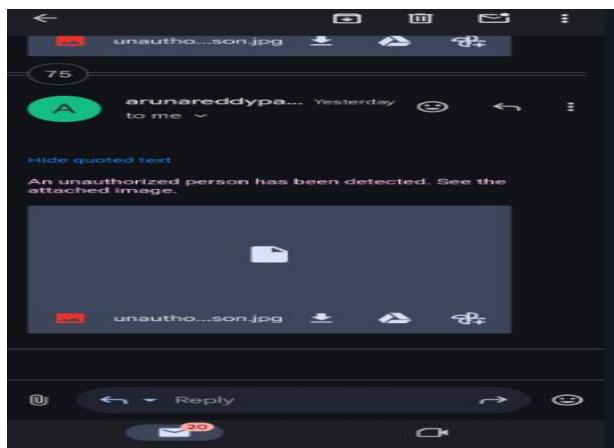 unautho...son.jpg
75
A
arunareddypa... Yesterday
to me
Hide quoted text
An unauthorized person has been detected. See the
attached image.
unautho...son.jpg
Reply
20